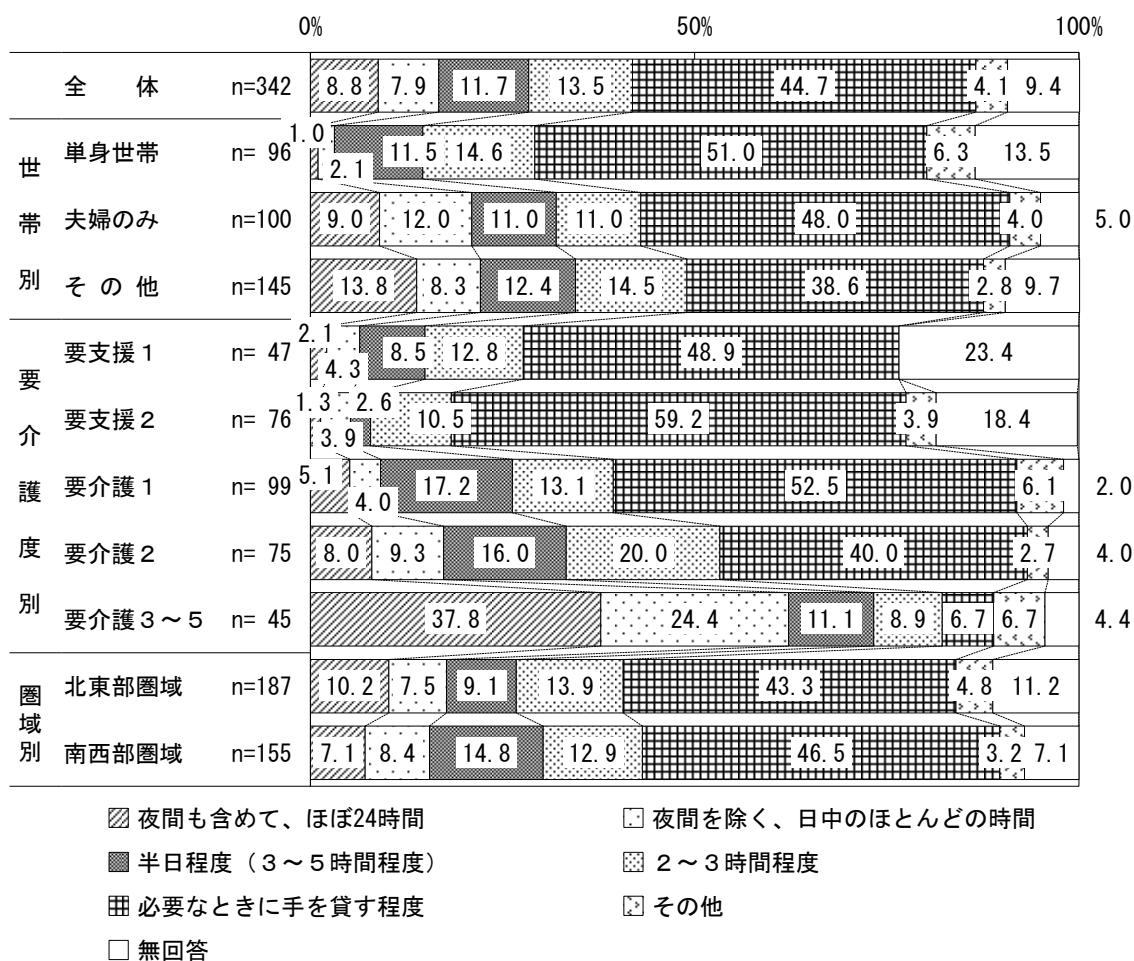 0% 50% 100%
全体 n=342 8.8 7.9 11.7 13.5 44.7 4.1 9.4
世帯別
単身世帯 n= 96 1.0 2.1 11.5 14.6 51.0 6.3 13.5
夫婦のみ n=100 9.0 12.0 11.0 11.0 48.0 4.0 5.0
その他 n=145 13.8 8.3 12.4 14.5 38.6 2.8 9.7
要介護度別
要支援1 n= 47 2.1 4.3 8.5 12.8 48.9 23.4
要支援2 n= 76 1.3 3.9 2.6 10.5 59.2 3.9 18.4
要介護1 n= 99 5.1 4.0 17.2 13.1 52.5 6.1 2.0
要介護2 n= 75 8.0 9.3 16.0 20.0 40.0 2.7 4.0
要介護3～5 n= 45 37.8 24.4 11.1 8.9 6.7 6.7 4.4
圏域別
北東部圏域 n=187 10.2 7.5 9.1 13.9 43.3 4.8 11.2
南西部圏域 n=155 7.1 8.4 14.8 12.9 46.5 3.2 7.1
夜間も含めて、ほぼ24時間 夜間を除く、日中のほとんどの時間
半日程度（3～5時間程度） 2～3時間程度
必要なときに手を貸す程度 その他
無回答